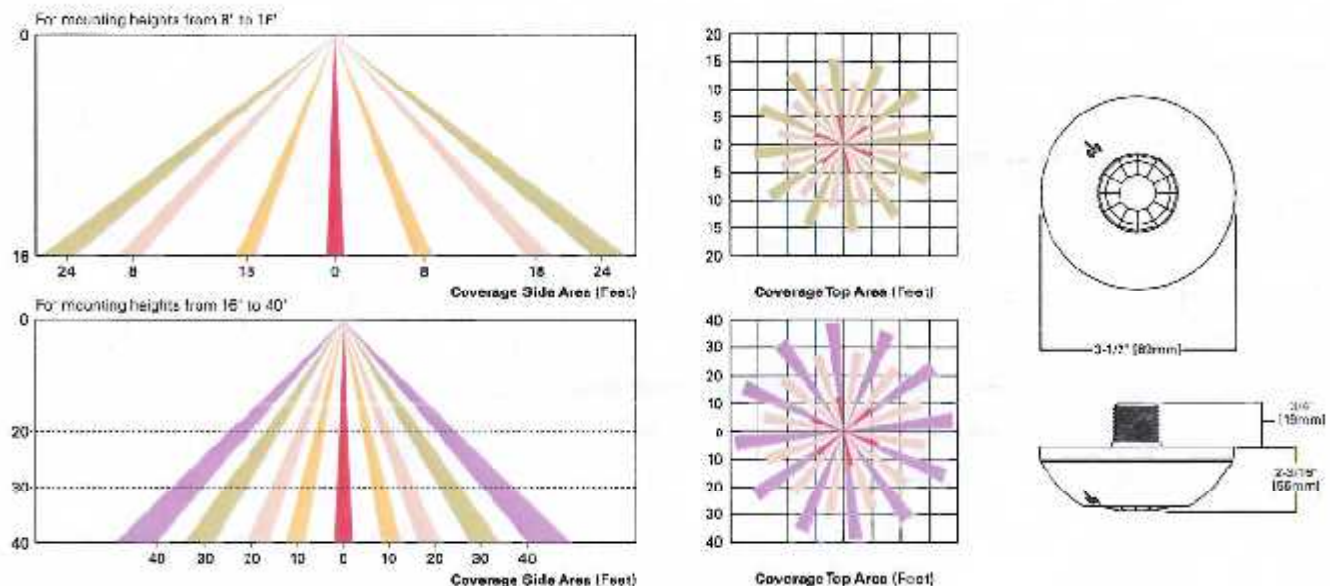 For mounting heights from 8' to 16'
0
16
24 8 15 0 8 16 24
Coverage Side Area (Feet)
20
15
10
5
0
5
10
15
20
Coverage Top Area (Feet)
For mounting heights from 16' to 40'
0
20
30
40
40 30 20 10 0 10 20 30 40
Coverage Side Area (Feet)
40
30
20
10
0
10
20
30
40
Coverage Top Area (Feet)
3-1/2" [89mm]
3/4"
[19mm]
2-3/16"
[56mm]